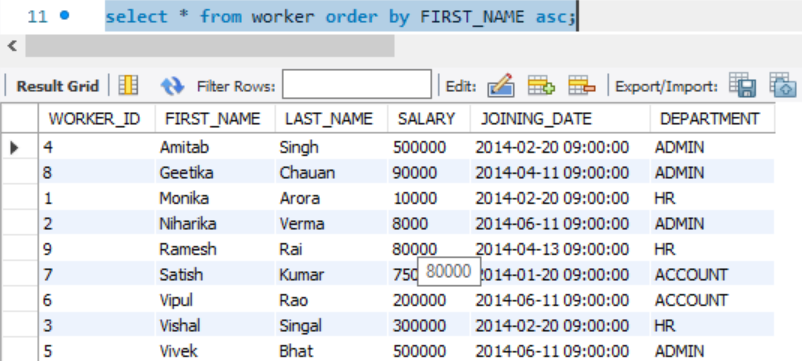 11 select * from worker order by FIRST_NAME asc;
Result Grid Filter Rows: Edit: Export/Import:
WORKER_ID FIRST_NAME LAST_NAME SALARY JOINING_DATE DEPARTMENT
4 Amitab Singh 500000 2014-02-20 09:00:00 ADMIN
8 Geetika Chauan 90000 2014-04-11 09:00:00 ADMIN
1 Monika Arora 10000 2014-02-20 09:00:00 HR
2 Niharika Verma 8000 2014-06-11 09:00:00 ADMIN
9 Ramesh Rai 80000 2014-04-13 09:00:00 HR
7 Satish Kumar 750 80000 2014-01-20 09:00:00 ACCOUNT
6 Vipul Rao 200000 2014-06-11 09:00:00 ACCOUNT
3 Vishal Singal 300000 2014-02-20 09:00:00 HR
5 Vivek Bhat 500000 2014-06-11 09:00:00 ADMIN